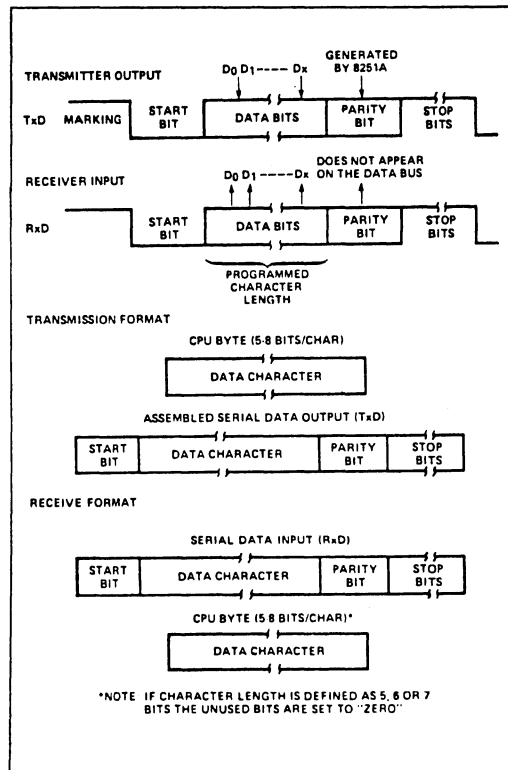 GENERATED
BY 8251A
TRANSMITTER OUTPUT
D0 D1 ---- Dx
TxD MARKING
START
BIT
DATA BITS
PARITY
BIT
STOP
BITS
RECEIVER INPUT
D0 D1 ---- Dx
DOES NOT APPEAR
ON THE DATA BUS
RxD
START
BIT
DATA BITS
PARITY
BIT
STOP
BITS
PROGRAMMED
CHARACTER
LENGTH
TRANSMISSION FORMAT
CPU BYTE (5-8 BITS/CHAR)
DATA CHARACTER
ASSEMBLED SERIAL DATA OUTPUT (TxD)
START
BIT
DATA CHARACTER
PARITY
BIT
STOP
BITS
RECEIVE FORMAT
SERIAL DATA INPUT (RxD)
START
BIT
DATA CHARACTER
PARITY
BIT
STOP
BITS
CPU BYTE (5-8 BITS/CHAR)*
DATA CHARACTER
*NOTE IF CHARACTER LENGTH IS DEFINED AS 5, 6 OR 7
BITS THE UNUSED BITS ARE SET TO "ZERO"